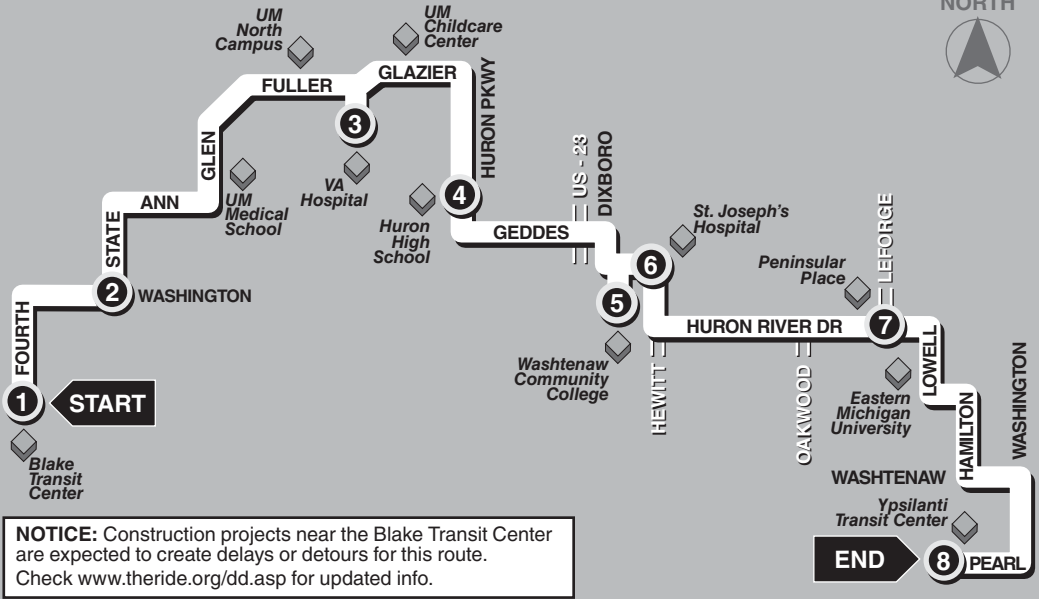 NORTH
UM
North
Campus
UM
Childcare
Center
FULLER
GLAZIER
HURON PKWY
3
GLEN
UM
Medical
School
VA
Hospital
ANN
STATE
4
Huron
High
School
US - 23
DIXBORO
GEDDES
St. Joseph's
Hospital
6
5
Washtenaw
Community
College
Peninsular
Place
LEFORGE
7
HURON RIVER DR
HEWITT
OAKWOOD
Eastern
Michigan
University
LOWELL
HAMILTON
WASHINGTON
WASHTENAW
2
WASHINGTON
FOURTH
1
START
Blake
Transit
Center
Ypsilanti
Transit Center
END
8
PEARL
NOTICE: Construction projects near the Blake Transit Center
are expected to create delays or detours for this route.
Check www.theride.org/dd.asp for updated info.